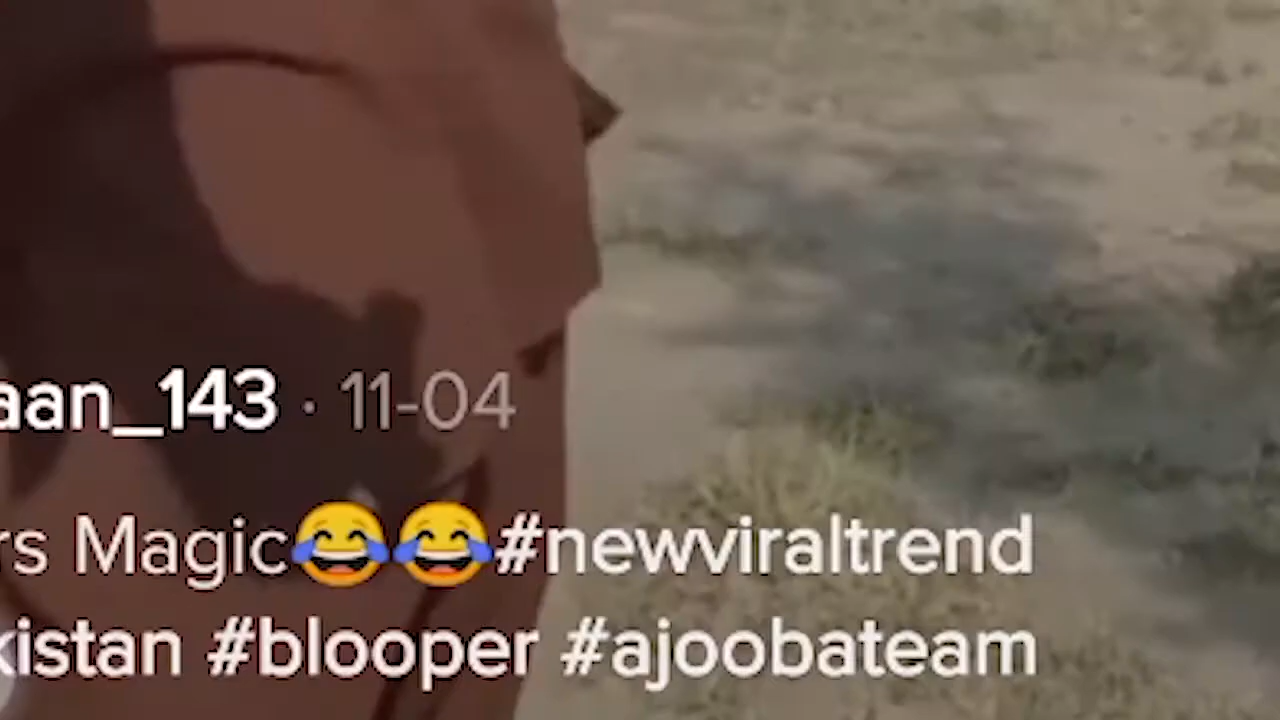 aan_143 · 11-04
rs Magic😂😂#newviraltrend
kistan #blooper #ajoobateam